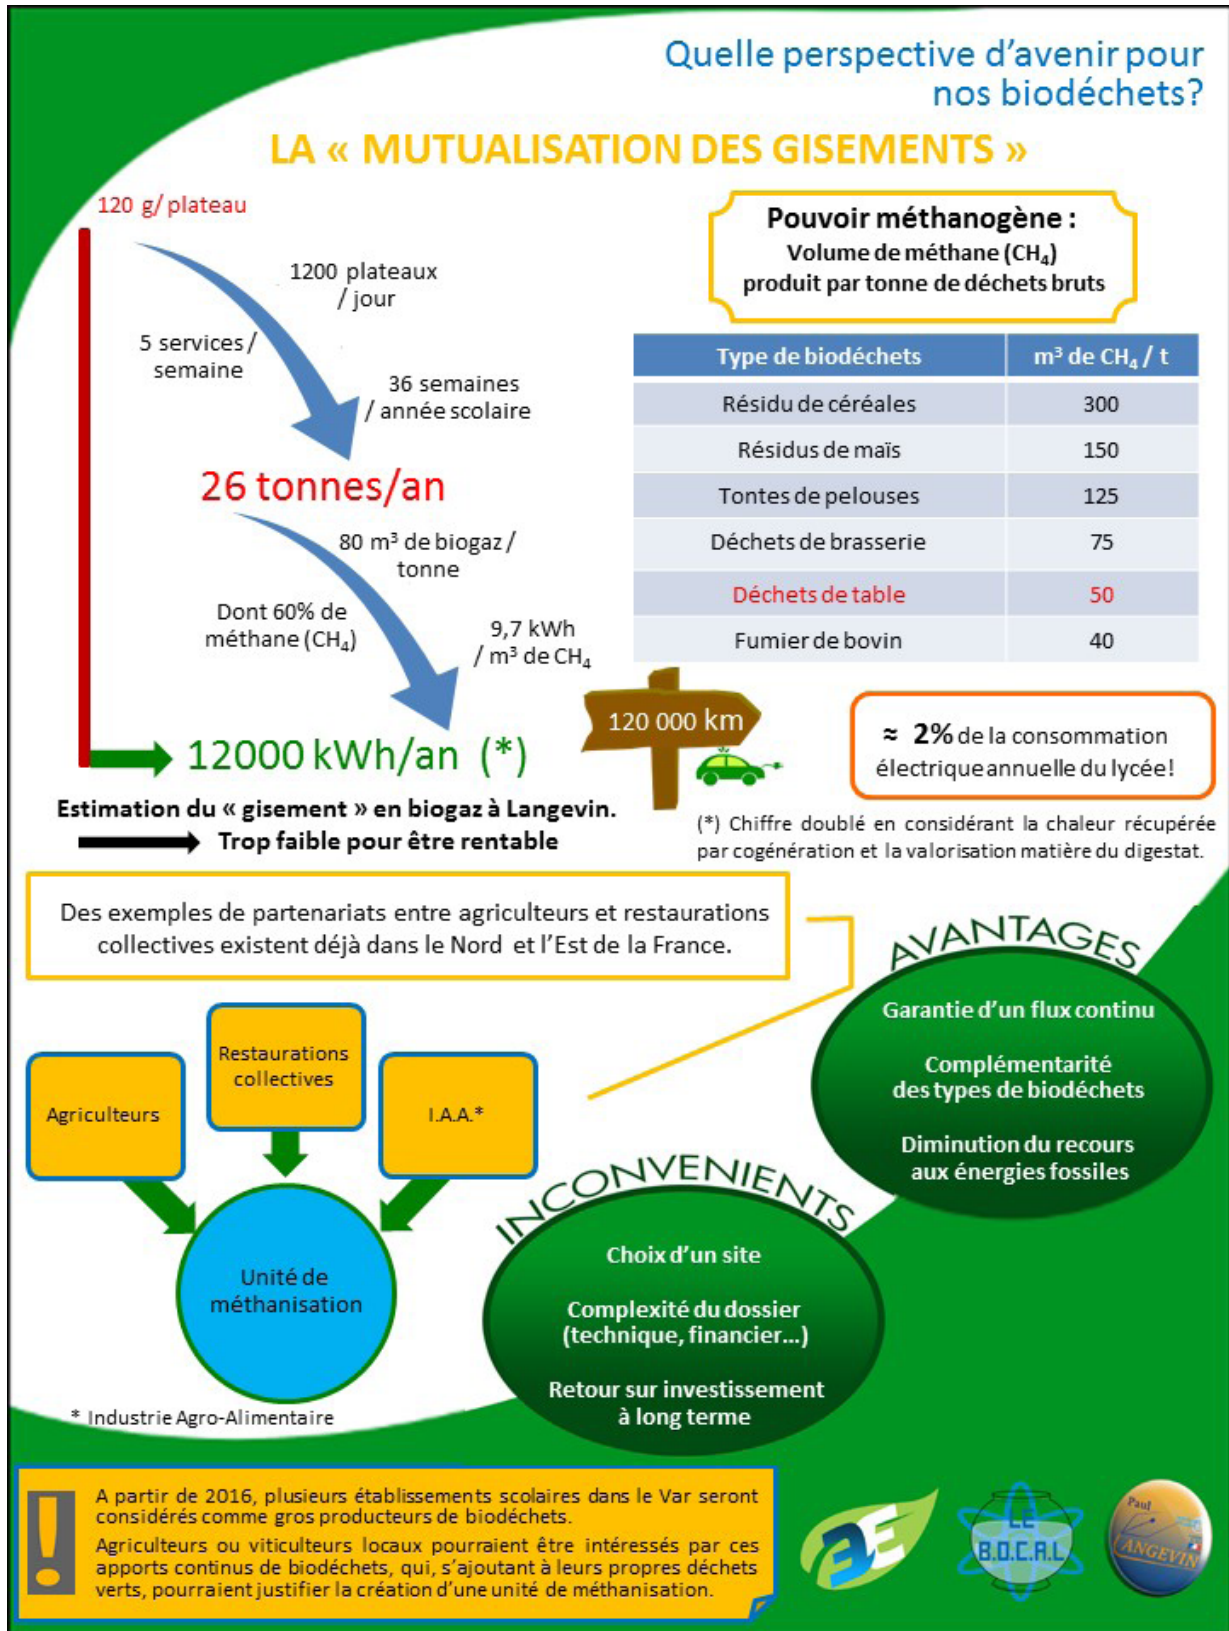 Quelle perspective d'avenir pour
nos biodéchets?
LA « MUTUALISATION DES GISEMENTS »
120 g/ plateau
1200 plateaux
/ jour
5 services /
semaine
36 semaines
/ année scolaire
26 tonnes/an
80 m³ de biogaz /
tonne
Dont 60% de
méthane (CH₄)
9,7 kWh
/ m³ de CH₄
12000 kWh/an (*)
Estimation du « gisement » en biogaz à Langevin.
Trop faible pour être rentable
Pouvoir méthanogène :
Volume de méthane (CH₄)
produit par tonne de déchets bruts
Type de biodéchets m³ de CH₄ / t
Résidu de céréales 300
Résidus de maïs 150
Tontes de pelouses 125
Déchets de brasserie 75
Déchets de table 50
Fumier de bovin 40
120 000 km
≈ 2% de la consommation
électrique annuelle du lycée!
(*) Chiffre doublé en considérant la chaleur récupérée
par cogénération et la valorisation matière du digestat.
Des exemples de partenariats entre agriculteurs et restaurations
collectives existent déjà dans le Nord et l'Est de la France.
AVANTAGES
Garantie d'un flux continu
Complémentarité
des types de biodéchets
Diminution du recours
aux énergies fossiles
Agriculteurs
Restaurations
collectives
I.A.A.*
Unité de
méthanisation
* Industrie Agro-Alimentaire
INCONVENIENTS
Choix d'un site
Complexité du dossier
(technique, financier...)
Retour sur investissement
à long terme
!
A partir de 2016, plusieurs établissements scolaires dans le Var seront
considérés comme gros producteurs de biodéchets.
Agriculteurs ou viticulteurs locaux pourraient être intéressés par ces
apports continus de biodéchets, qui, s'ajoutant à leurs propres déchets
verts, pourraient justifier la création d'une unité de méthanisation.
LE
B.O.C.A.L
Paul
LANGEVIN